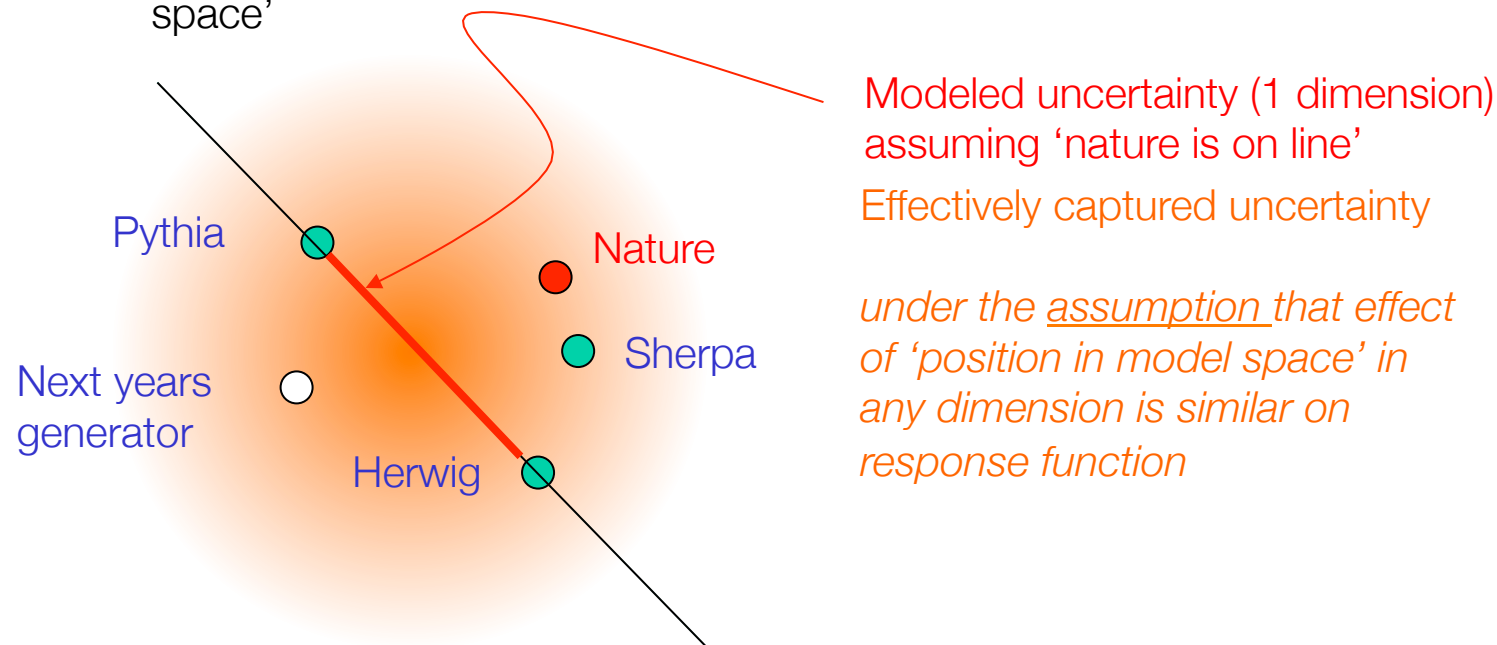 space’
Modeled uncertainty (1 dimension)
assuming ‘nature is on line’
Effectively captured uncertainty
under the assumption that effect
of ‘position in model space’ in
any dimension is similar on
response function
Pythia
Nature
Sherpa
Next years
generator
Herwig